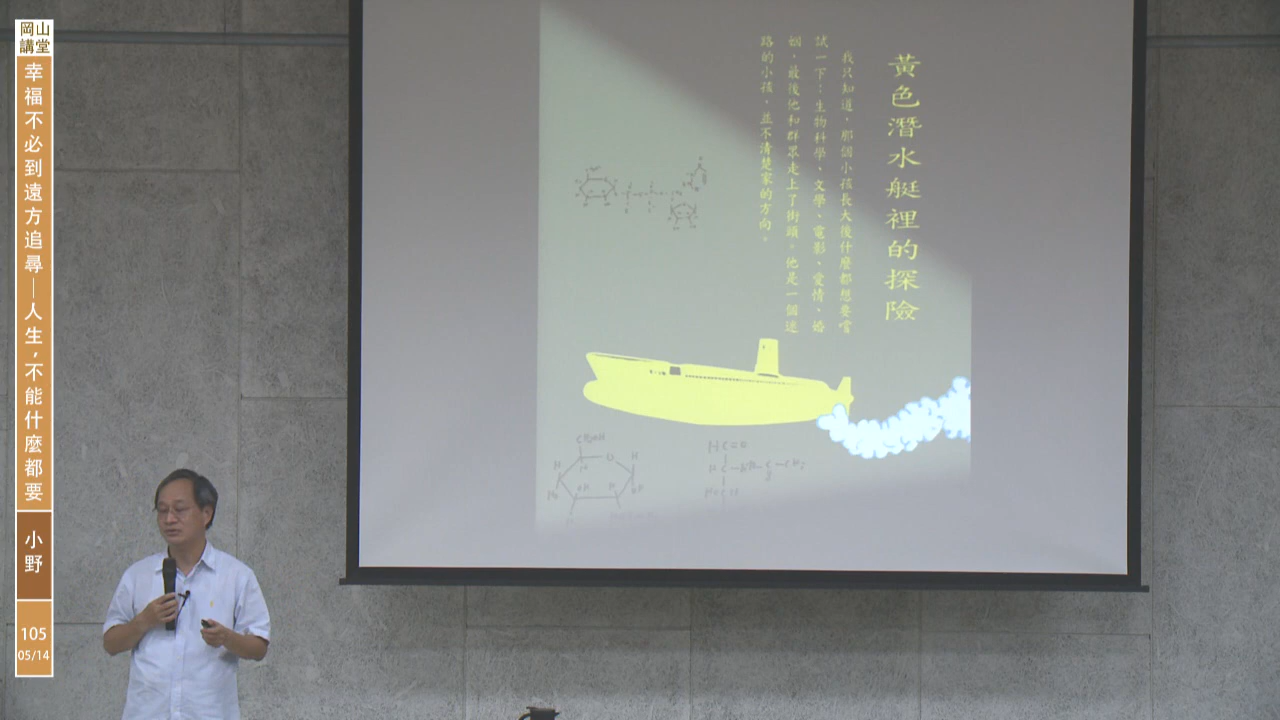 岡山
講堂
幸福不必到遠方追尋—人生,不能什麼都要
小野
105
05/14
黃色潛水艇裡的探險
我只知道,那個小孩長大後什麼都想要嚐
試一下:生物科學、文學、電影、愛情、婚
姻,最後他和群眾走上了街頭。他是一個迷
路的小孩,並不清楚家的方向。